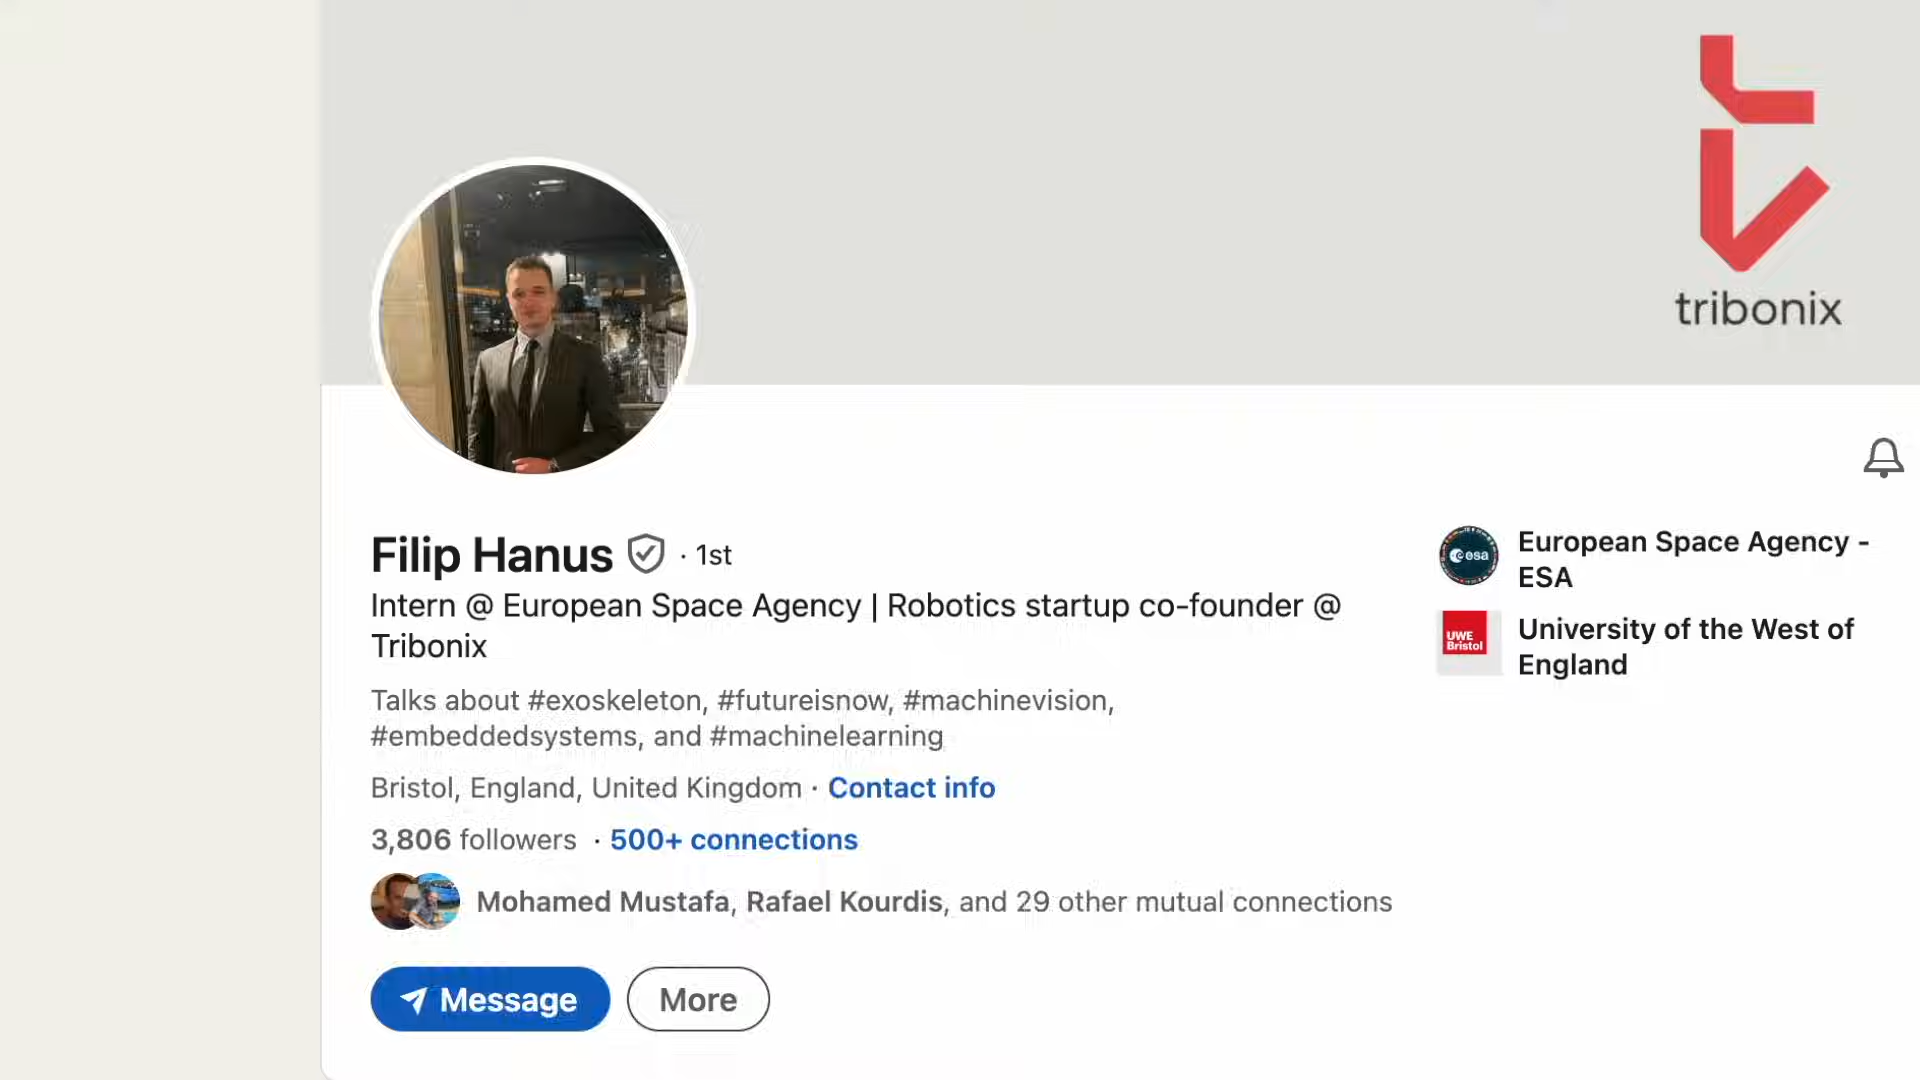 tribonix
Filip Hanus · 1st
Intern @ European Space Agency | Robotics startup co-founder @
Tribonix
Talks about #exoskeleton, #futureisnow, #machinevision,
#embeddedsystems, and #machinelearning
Bristol, England, United Kingdom · Contact info
3,806 followers · 500+ connections
Mohamed Mustafa, Rafael Kourdis, and 29 other mutual connections
Message
More
esa
European Space Agency -
ESA
UWE
Bristol
University of the West of
England